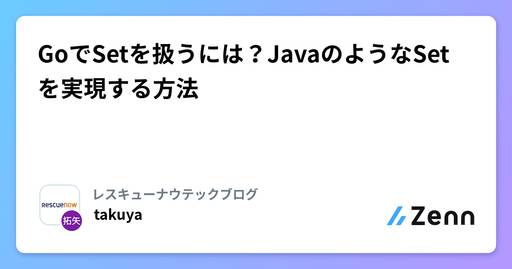 GoでSetを扱うには？JavaのようなSet
を実現する方法
レスキューナウテックブログ
rescuenow
拓矢
takuya
Zenn